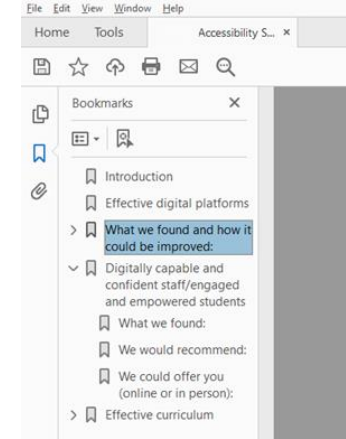 File Edit View Window Help
Home Tools Accessibility S... ×
Bookmarks ×
Introduction
Effective digital platforms
What we found and how it
could be improved:
Digitally capable and
confident staff/engaged
and empowered students
What we found:
We would recommend:
We could offer you
(online or in person):
Effective curriculum